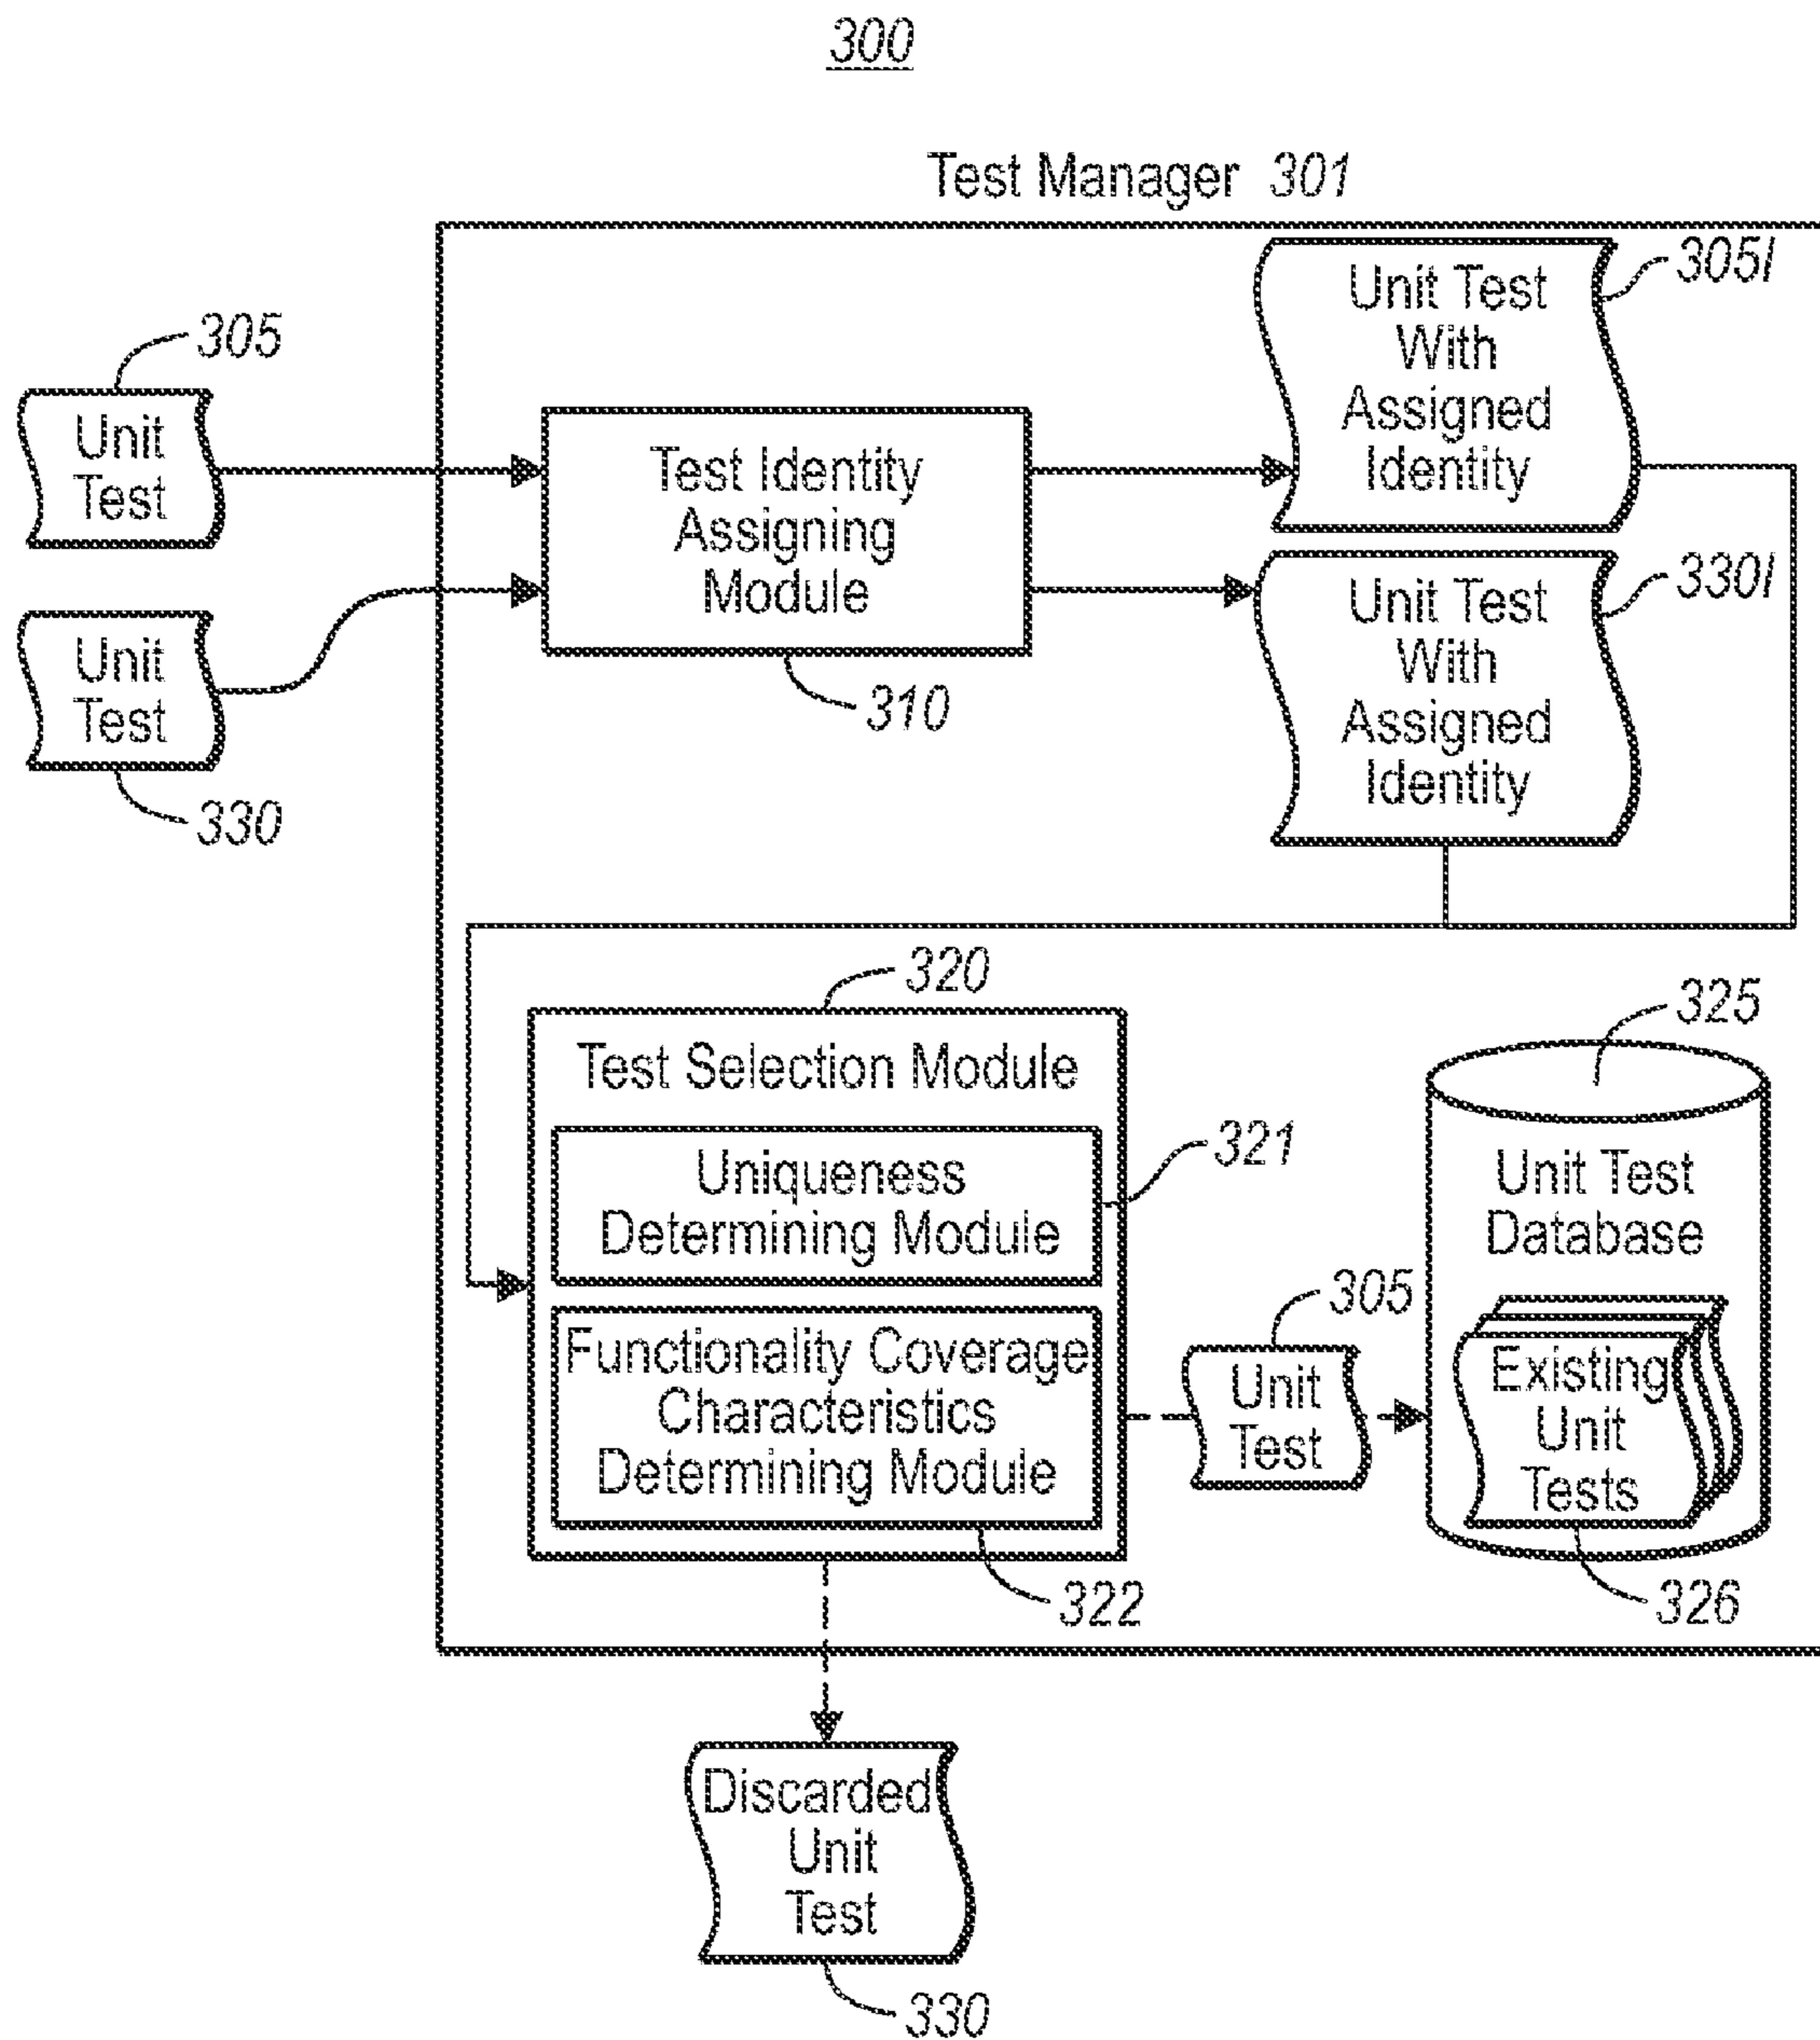 300
Test Manager 301
305
Unit
Test
330
Unit
Test
Test Identity
Assigning
Module
310
Unit Test
With
Assigned
Identity
305I
Unit Test
With
Assigned
Identity
330I
320
Test Selection Module
Uniqueness
Determining Module
321
Functionality Coverage
Characteristics
Determining Module
322
305
Unit
Test
325
Unit Test
Database
Existing
Unit
Tests
326
Discarded
Unit
Test
330